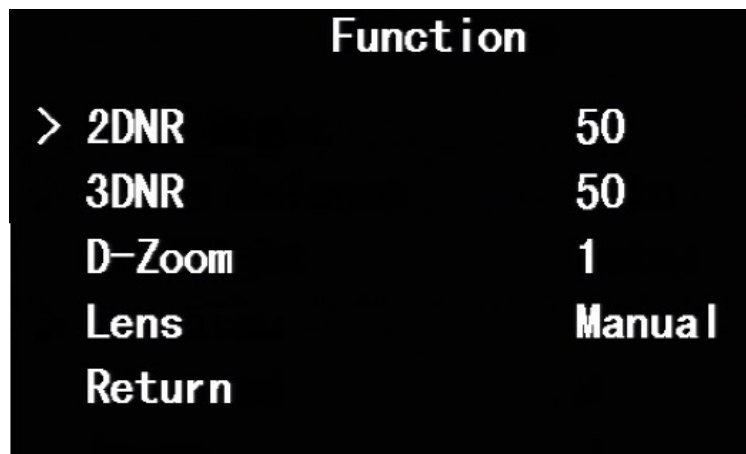 Function
> 2DNR 50
3DNR 50
D-Zoom 1
Lens Manual
Return